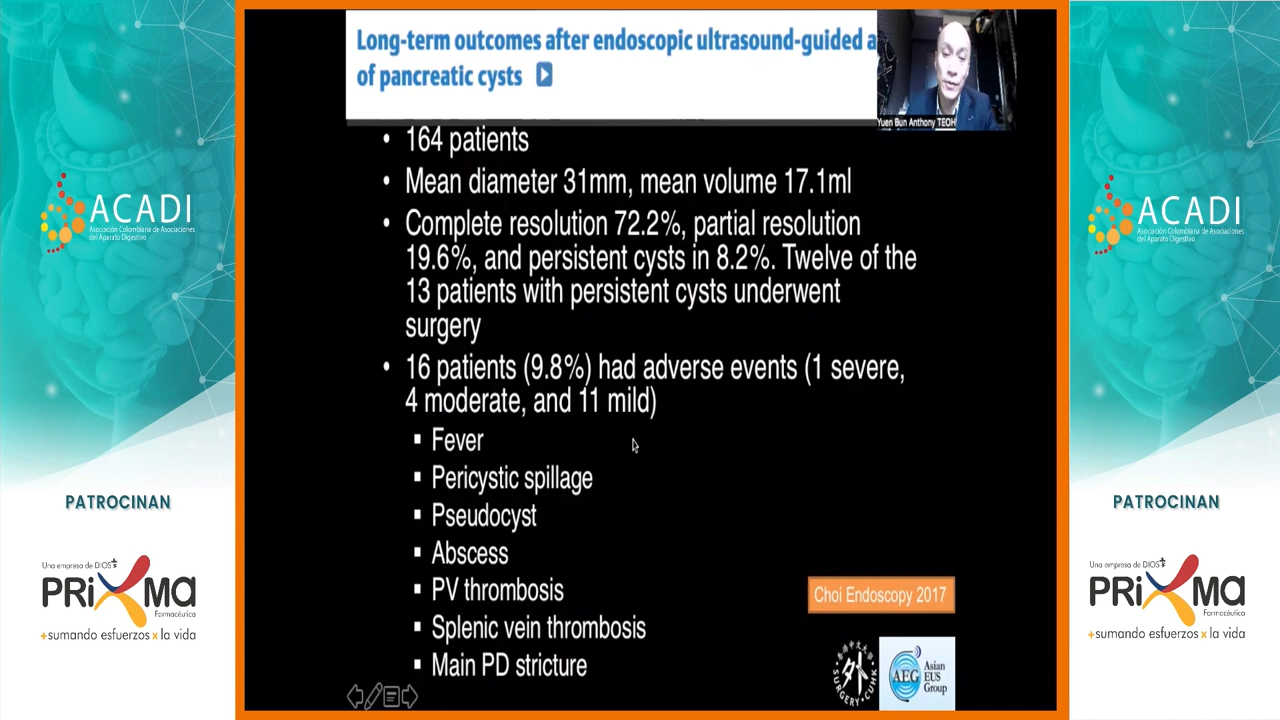 Long-term outcomes after endoscopic ultrasound-guided a
of pancreatic cysts
Yuen Bun Anthony TEOH
• 164 patients
• Mean diameter 31mm, mean volume 17.1ml
• Complete resolution 72.2%, partial resolution
19.6%, and persistent cysts in 8.2%. Twelve of the
13 patients with persistent cysts underwent
surgery
• 16 patients (9.8%) had adverse events (1 severe,
4 moderate, and 11 mild)
▪ Fever
▪ Pericystic spillage
▪ Pseudocyst
▪ Abscess
▪ PV thrombosis
▪ Splenic vein thrombosis
▪ Main PD stricture
Choi Endoscopy 2017
外
SURGERY·CUHK
AEG
Asian
EUS
Group
ACADI
Asociación Colombiana de Asociaciones
del Aparato Digestivo
PATROCINAN
Una empresa de DIOS
PRiXMA
Farmacéutica
+sumando esfuerzos x la vida
ACADI
Asociación Colombiana de Asociaciones
del Aparato Digestivo
PATROCINAN
Una empresa de DIOS
PRiXMA
Farmacéutica
+sumando esfuerzos x la vida